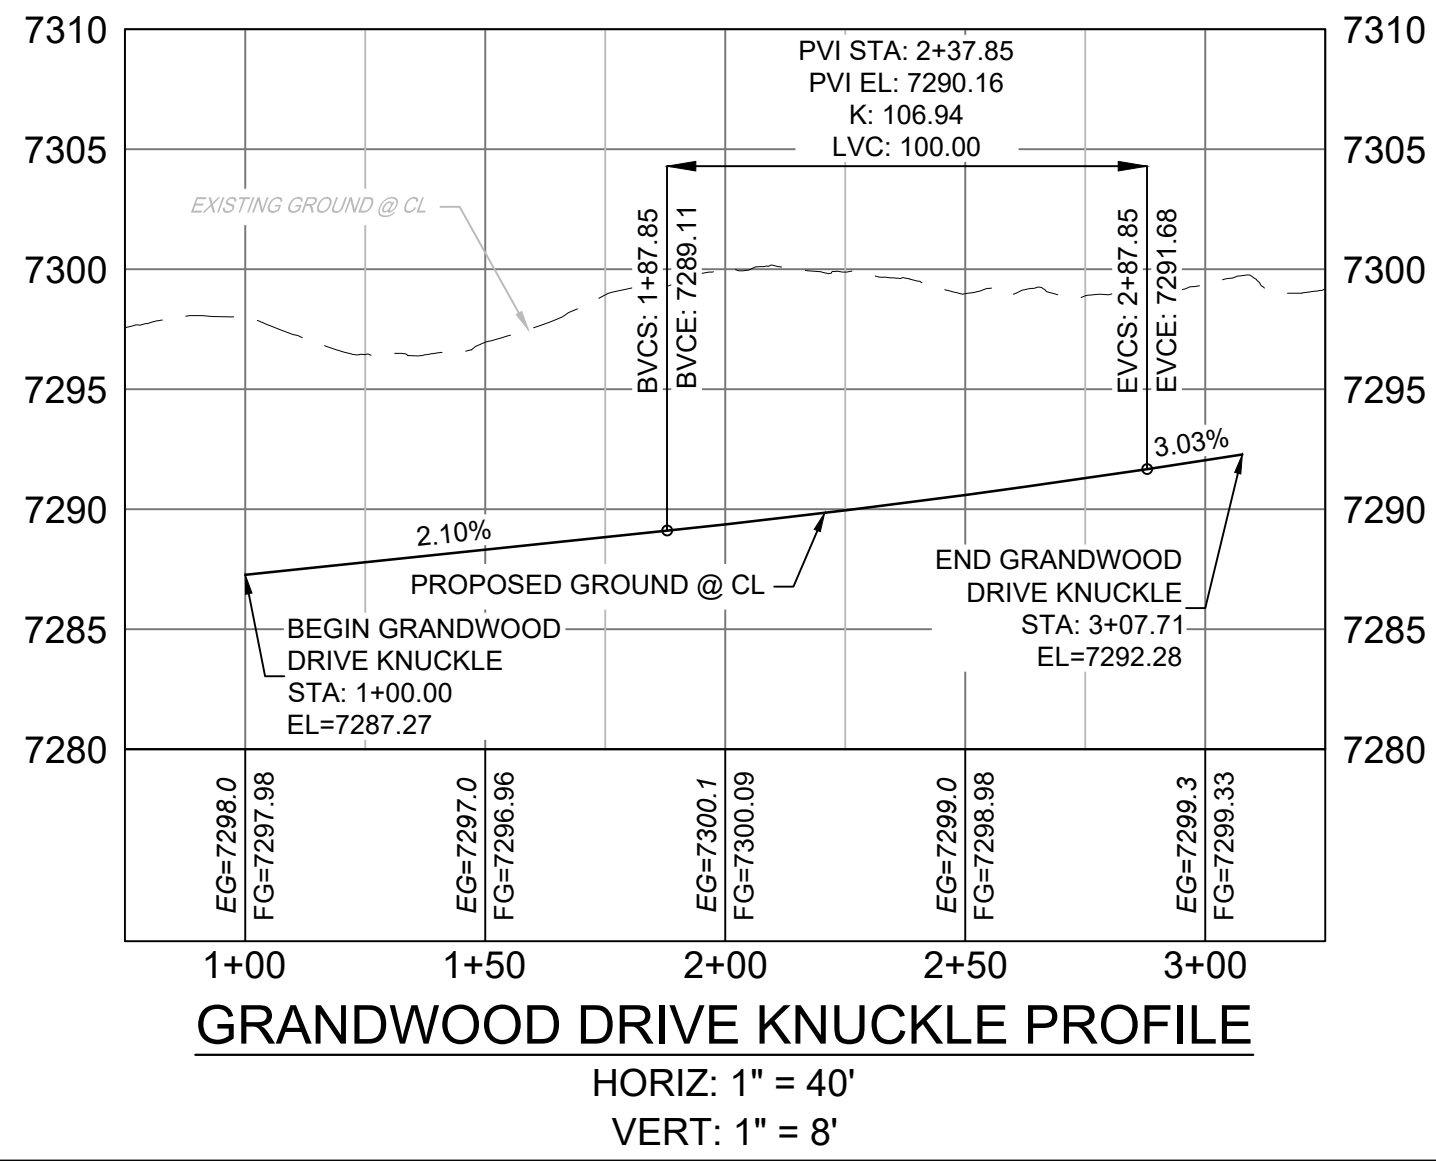 7310
7310
PVI STA: 2+37.85
PVI EL: 7290.16
K: 106.94
LVC: 100.00
7305
7305
EXISTING GROUND @ CL
BVCS: 1+87.85
BVCE: 7289.11
EVCS: 2+87.85
EVCE: 7291.68
7300
7300
7295
7295
3.03%
7290
7290
2.10%
PROPOSED GROUND @ CL
END GRANDWOOD
DRIVE KNUCKLE
STA: 3+07.71
EL=7292.28
7285
7285
BEGIN GRANDWOOD
DRIVE KNUCKLE
STA: 1+00.00
EL=7287.27
7280
7280
EG=7298.0
FG=7297.98
EG=7297.0
FG=7296.96
EG=7300.1
FG=7300.09
EG=7299.0
FG=7298.98
EG=7299.3
FG=7299.33
1+00
1+50
2+00
2+50
3+00
GRANDWOOD DRIVE KNUCKLE PROFILE
HORIZ: 1" = 40'
VERT: 1" = 8'